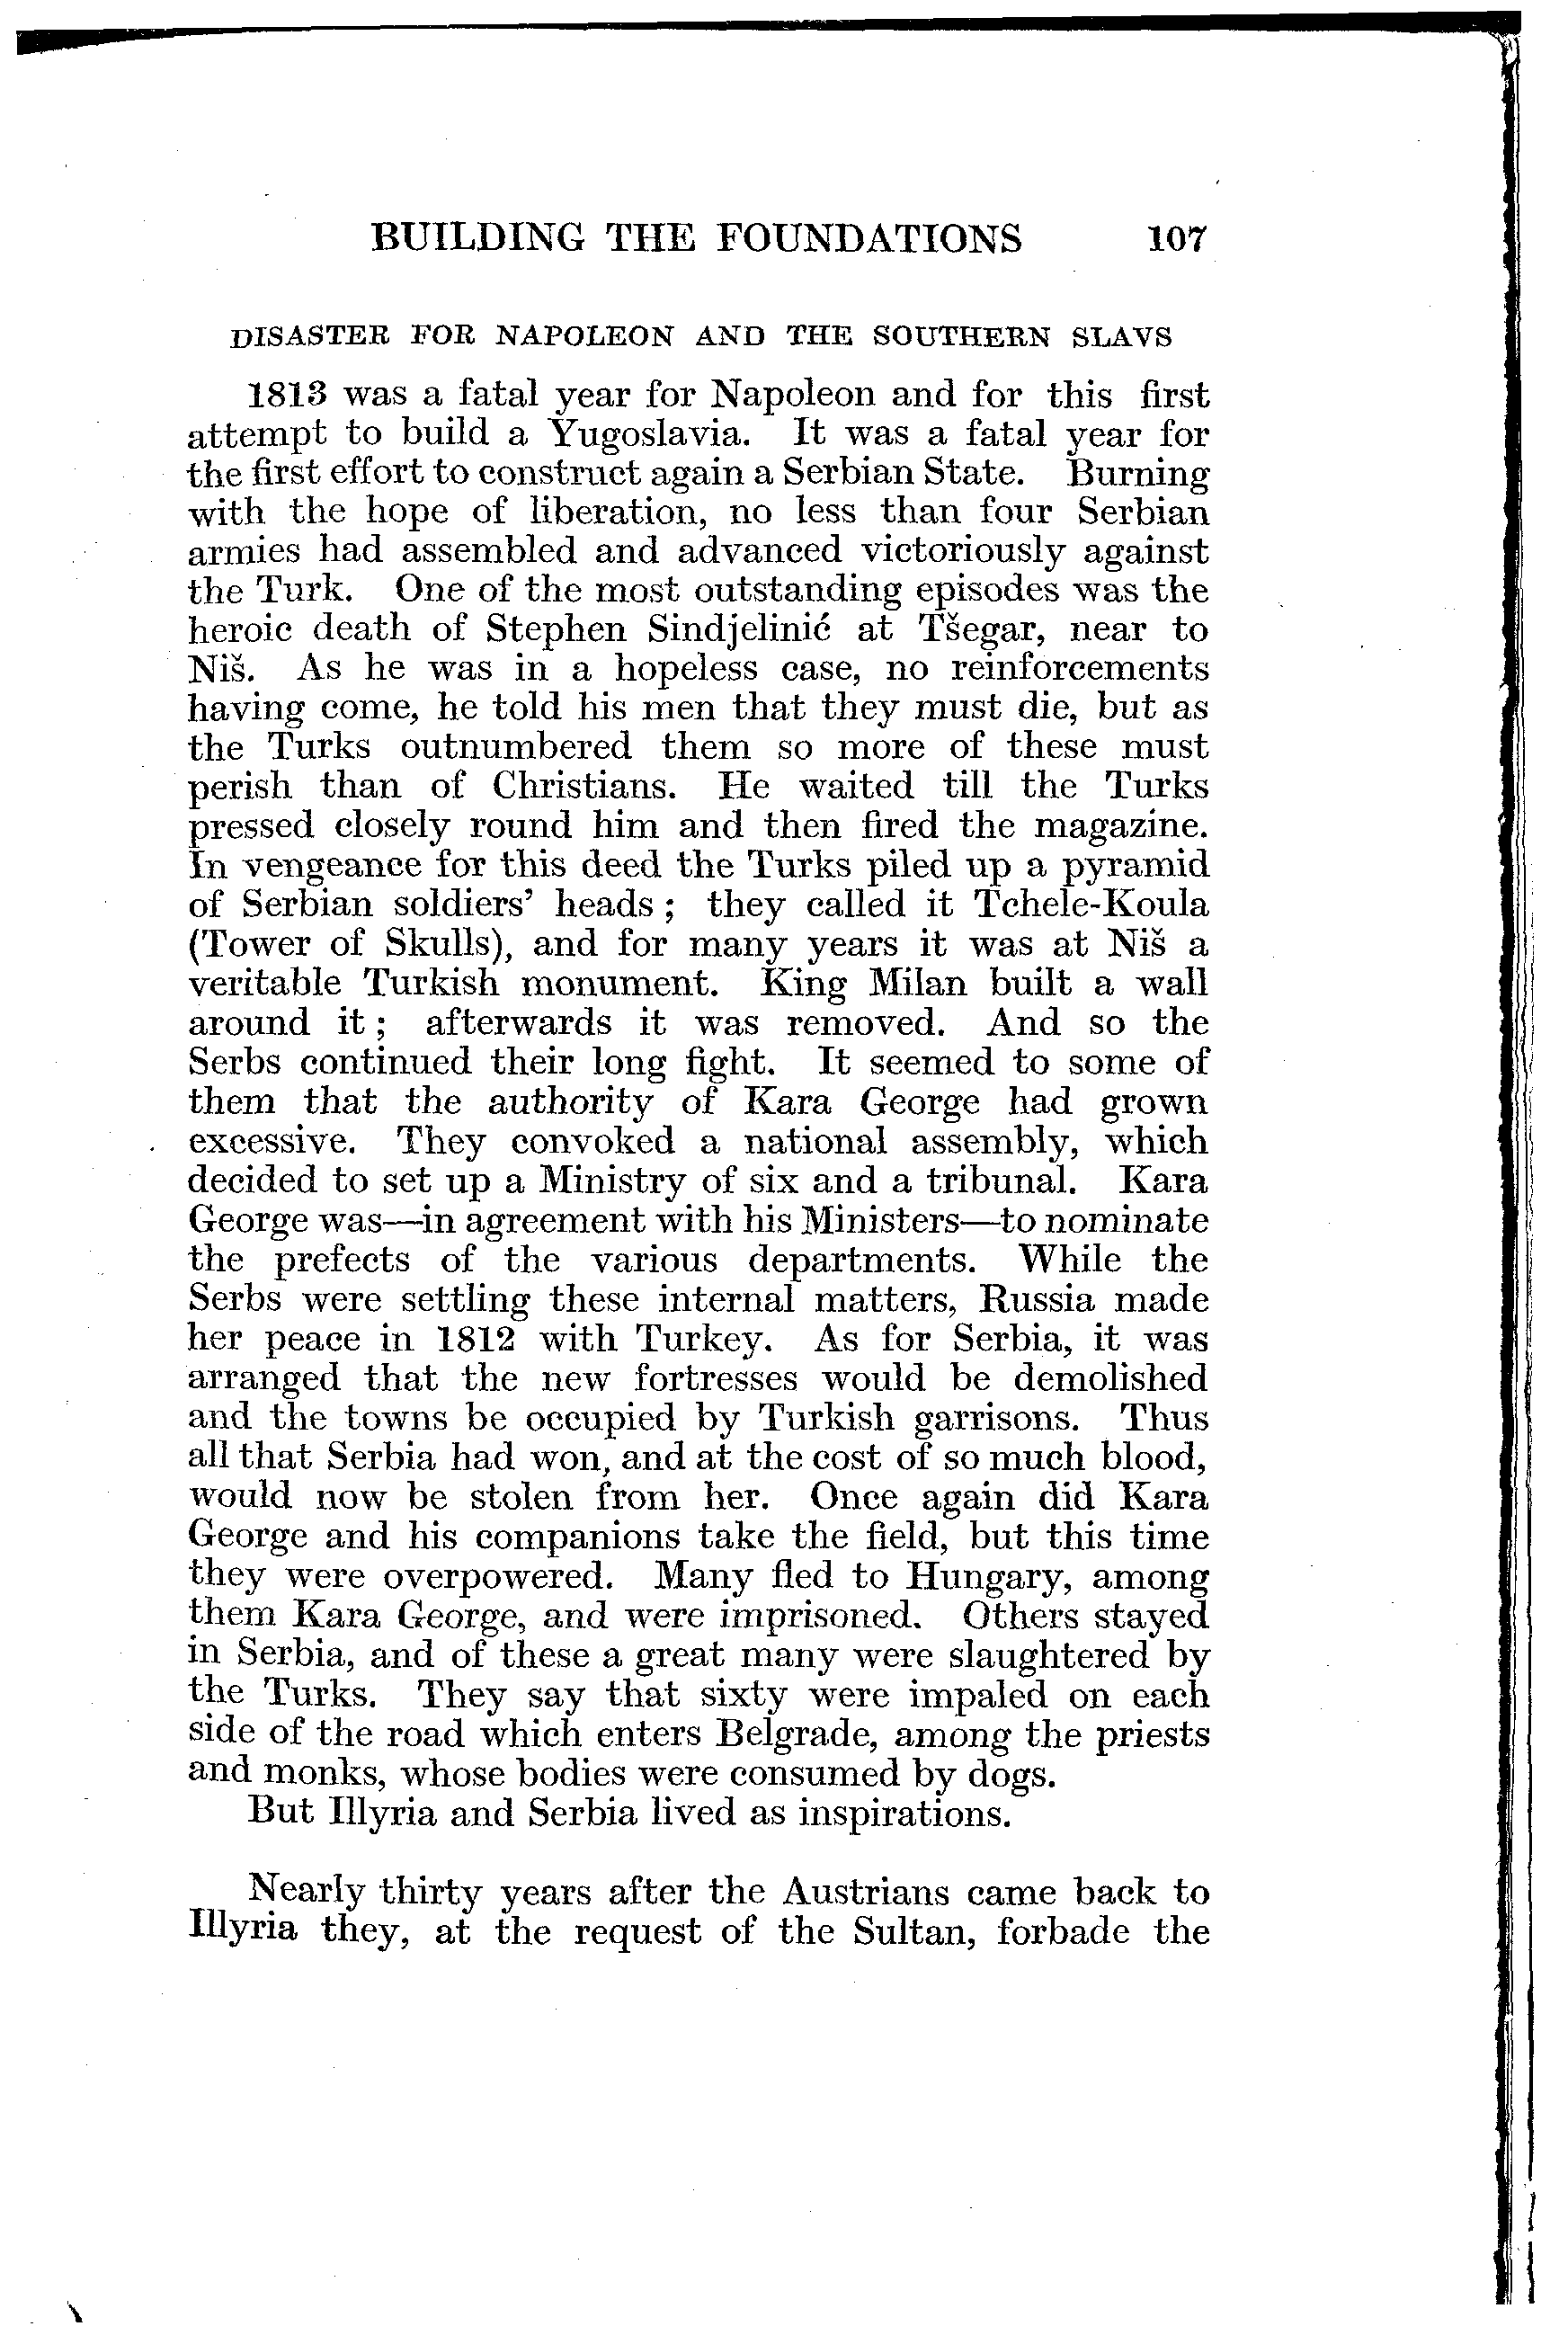 BUILDING THE FOUNDATIONS 107
DISASTER FOR NAPOLEON AND THE SOUTHERN SLAVS
1813 was a fatal year for Napoleon and for this first
attempt to build a Yugoslavia. It was a fatal year for
the first effort to construct again a Serbian State. Burning
with the hope of liberation, no less than four Serbian
armies had assembled and advanced victoriously against
the Turk. One of the most outstanding episodes was the
heroic death of Stephen Sindjelinić at Tšegar, near to
Niš. As he was in a hopeless case, no reinforcements
having come, he told his men that they must die, but as
the Turks outnumbered them so more of these must
perish than of Christians. He waited till the Turks
pressed closely round him and then fired the magazine.
In vengeance for this deed the Turks piled up a pyramid
of Serbian soldiers' heads ; they called it Tchele-Koula
(Tower of Skulls), and for many years it was at Niš a
veritable Turkish monument. King Milan built a wall
around it ; afterwards it was removed. And so the
Serbs continued their long fight. It seemed to some of
them that the authority of Kara George had grown
excessive. They convoked a national assembly, which
decided to set up a Ministry of six and a tribunal. Kara
George was—in agreement with his Ministers—to nominate
the prefects of the various departments. While the
Serbs were settling these internal matters, Russia made
her peace in 1812 with Turkey. As for Serbia, it was
arranged that the new fortresses would be demolished
and the towns be occupied by Turkish garrisons. Thus
all that Serbia had won, and at the cost of so much blood,
would now be stolen from her. Once again did Kara
George and his companions take the field, but this time
they were overpowered. Many fled to Hungary, among
them Kara George, and were imprisoned. Others stayed
in Serbia, and of these a great many were slaughtered by
the Turks. They say that sixty were impaled on each
side of the road which enters Belgrade, among the priests
and monks, whose bodies were consumed by dogs.
But Illyria and Serbia lived as inspirations.
Nearly thirty years after the Austrians came back to
Illyria they, at the request of the Sultan, forbade the